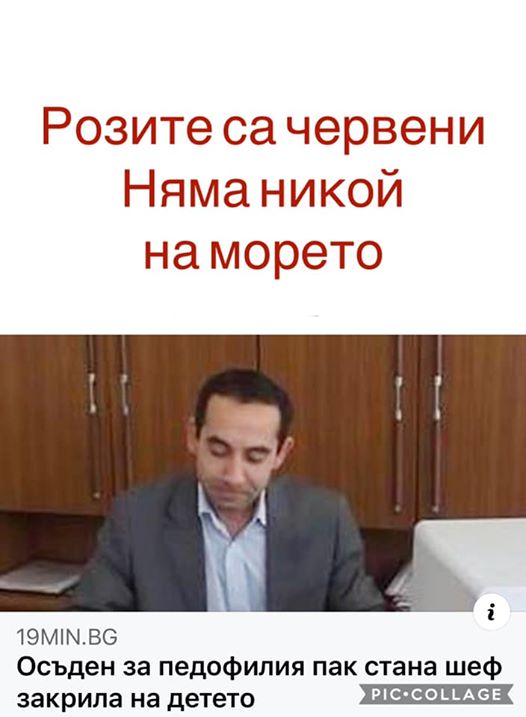 Розите са червени
Няма никой
на морето
i
19MIN.BG
Осъден за педофилия пак стана шеф
закрила на детето
PIC•COLLAGE